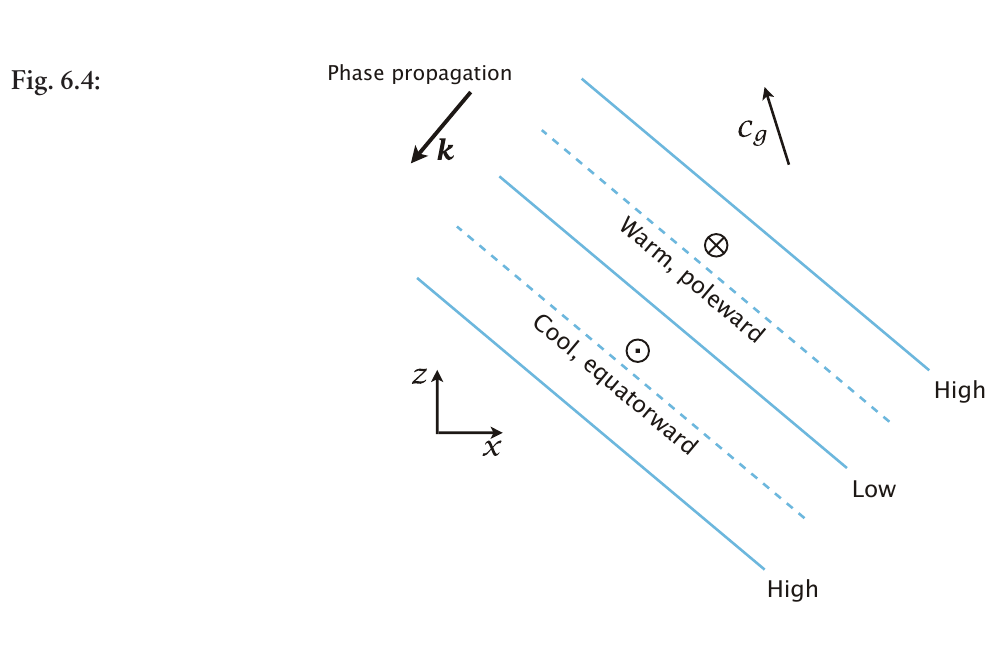 Fig. 6.4:
Phase propagation
k
c_g
Warm, poleward
Cool, equatorward
z
x
High
Low
High